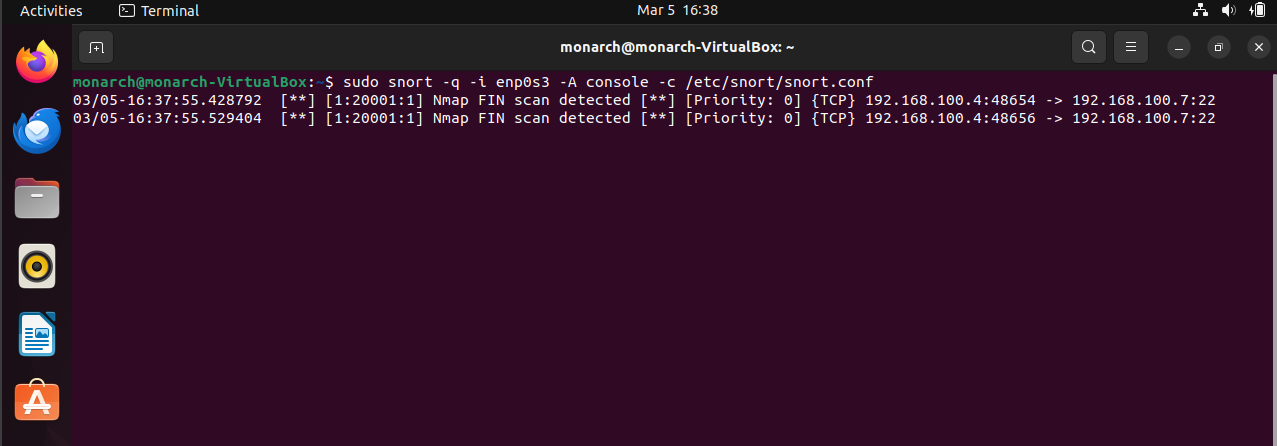 Activities Terminal Mar 5 16:38
monarch@monarch-VirtualBox: ~
monarch@monarch-VirtualBox:~$ sudo snort -q -i enp0s3 -A console -c /etc/snort/snort.conf
03/05-16:37:55.428792  [**] [1:20001:1] Nmap FIN scan detected [**] [Priority: 0] {TCP} 192.168.100.4:48654 -> 192.168.100.7:22
03/05-16:37:55.529404  [**] [1:20001:1] Nmap FIN scan detected [**] [Priority: 0] {TCP} 192.168.100.4:48656 -> 192.168.100.7:22